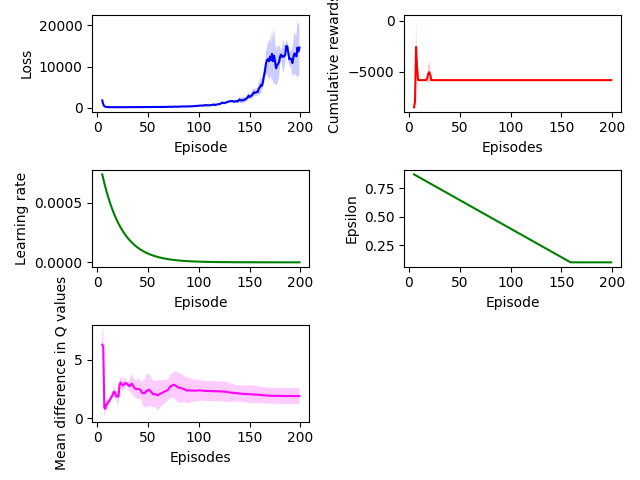 20000
10000
0
Loss
0 50 100 150 200
Episode
0
−5000
Cumulative rewards
0 50 100 150 200
Episodes
0.0005
0.0000
Learning rate
0 50 100 150 200
Episode
0.75
0.50
0.25
Epsilon
0 50 100 150 200
Episode
5
0
Mean difference in Q values
0 50 100 150 200
Episodes